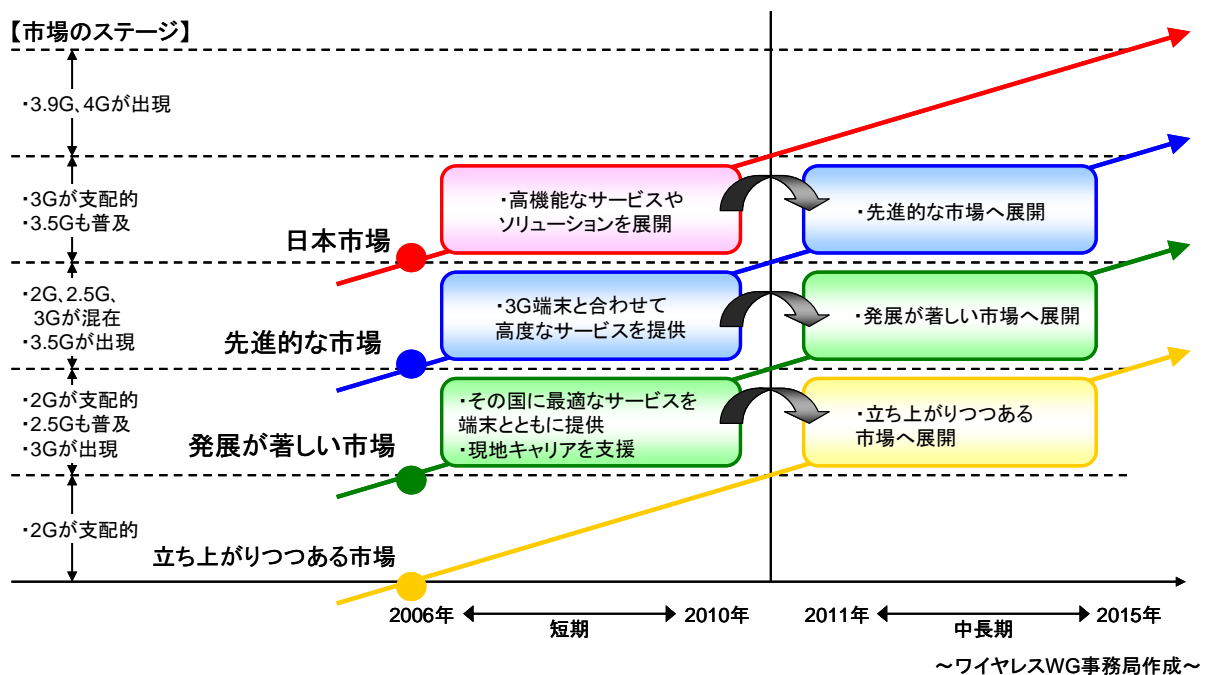 【市場のステージ】
・3.9G、4Gが出現
・3Gが支配的
・3.5Gも普及
・高機能なサービスや
ソリューションを展開
・先進的な市場へ展開
日本市場
・2G、2.5G、
3Gが混在
・3.5Gが出現
・3G端末と合わせて
高度なサービスを提供
・発展が著しい市場へ展開
先進的な市場
・2Gが支配的
・2.5Gも普及
・3Gが出現
・その国に最適なサービスを
端末とともに提供
・現地キャリアを支援
・立ち上がりつつある
市場へ展開
発展が著しい市場
・2Gが支配的
立ち上がりつつある市場
2006年
短期
2010年
2011年
中長期
2015年
～ワイヤレスWG事務局作成～